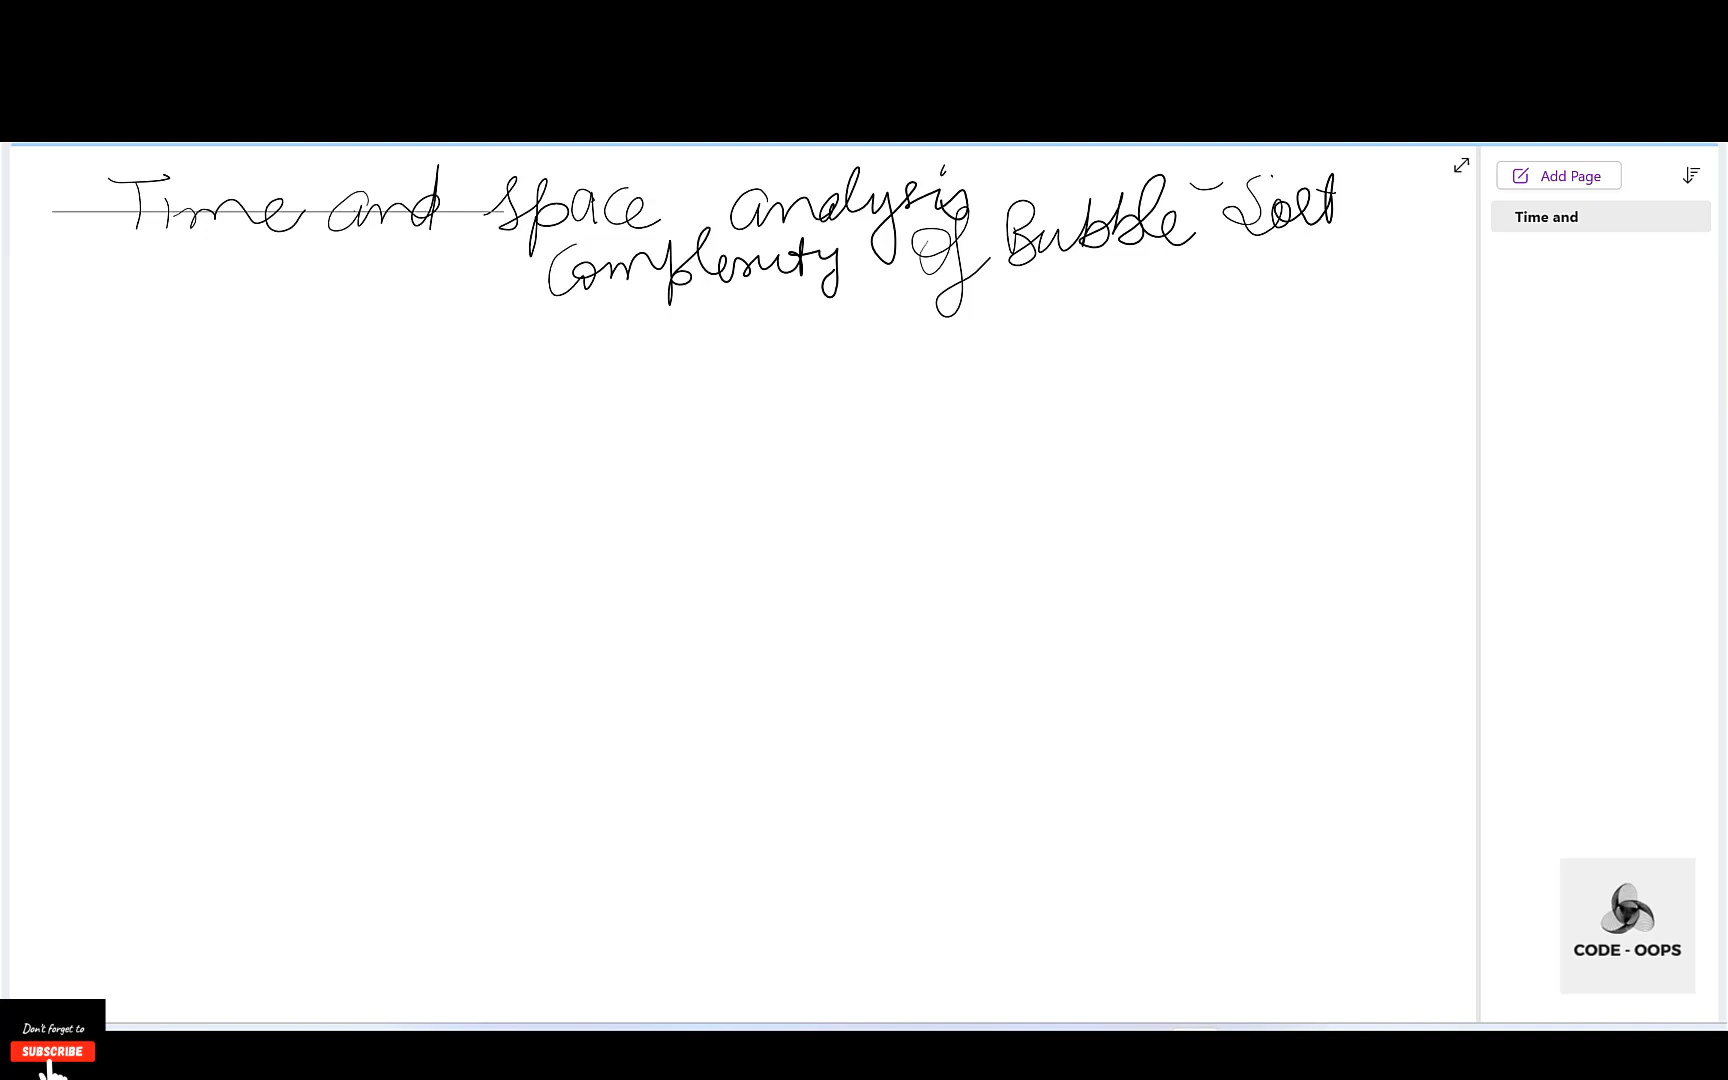 Time and space analysis
Complexity of Bubble-Sort
Add Page
Time and
CODE - OOPS
Don't forget to
SUBSCRIBE